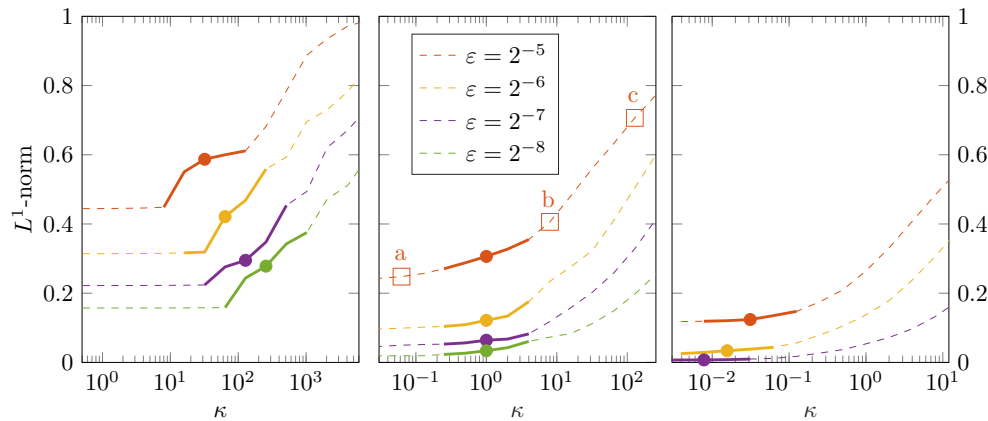 1
0.8
0.6
0.4
0.2
0
L¹-norm
10⁰ 10¹ 10² 10³
κ
ε = 2⁻⁵
ε = 2⁻⁶
ε = 2⁻⁷
ε = 2⁻⁸
a
b
c
10⁻¹ 10⁰ 10¹ 10²
κ
10⁻² 10⁻¹ 10⁰ 10¹
κ
1
0.8
0.6
0.4
0.2
0